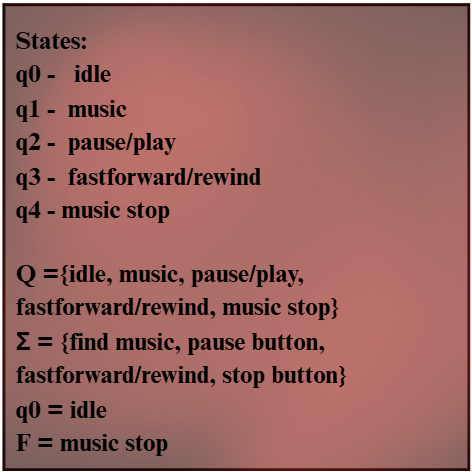 States:
q0 - idle
q1 - music
q2 - pause/play
q3 - fastforward/rewind
q4 - music stop
Q ={idle, music, pause/play,
fastforward/rewind, music stop}
Σ = {find music, pause button,
fastforward/rewind, stop button}
q0 = idle
F = music stop